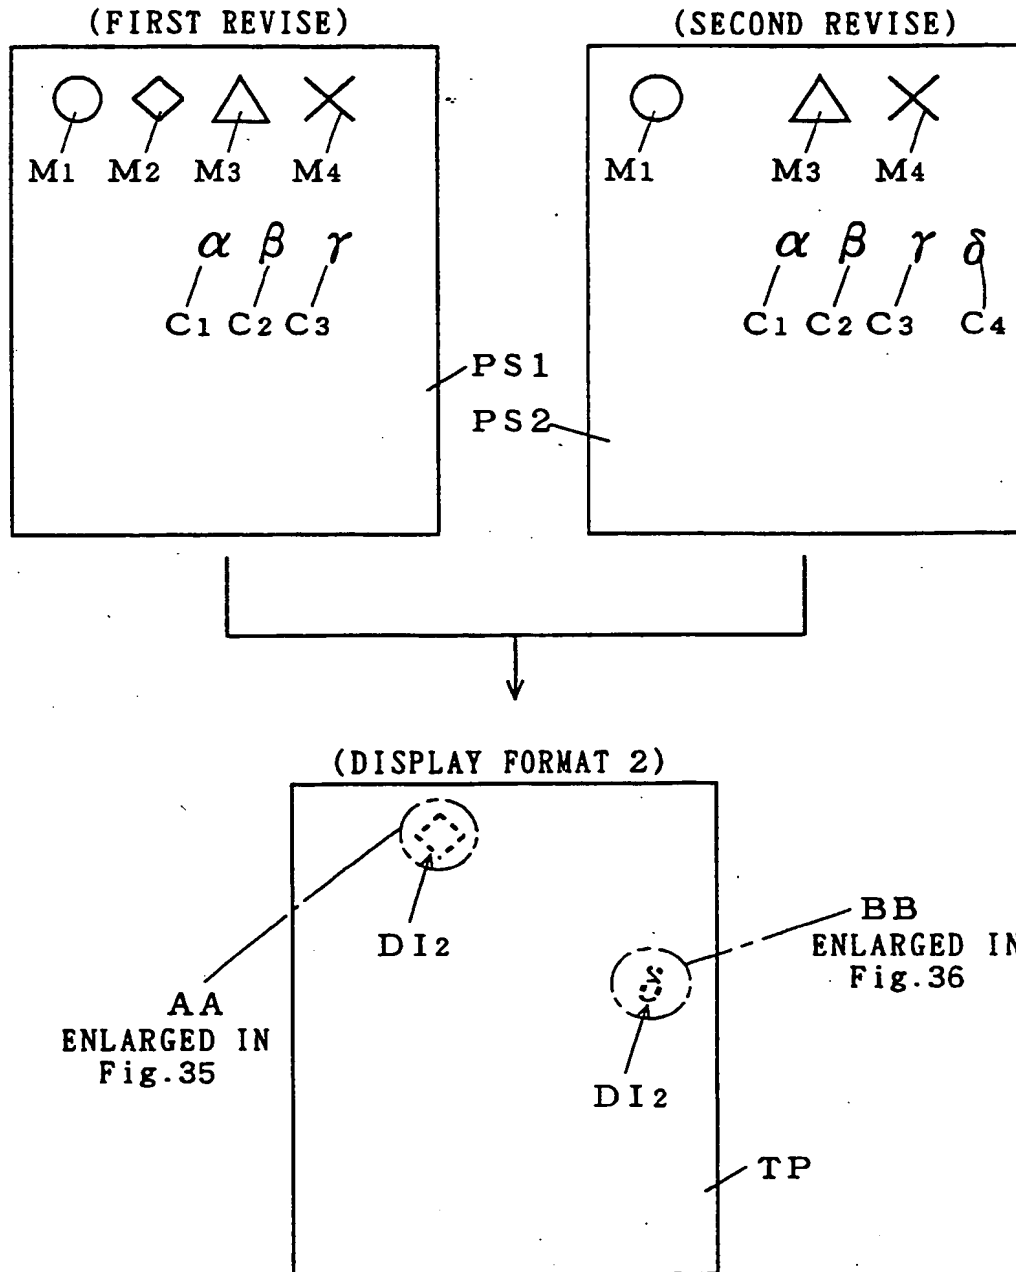 (FIRST REVISE) (SECOND REVISE)
M1 M2 M3 M4 M1 M3 M4
α β γ α β γ δ
C1 C2 C3 C1 C2 C3 C4
PS1
PS2
(DISPLAY FORMAT 2)
BB
DI2 ENLARGED IN
Fig.36
AA
ENLARGED IN
Fig.35
DI2
TP